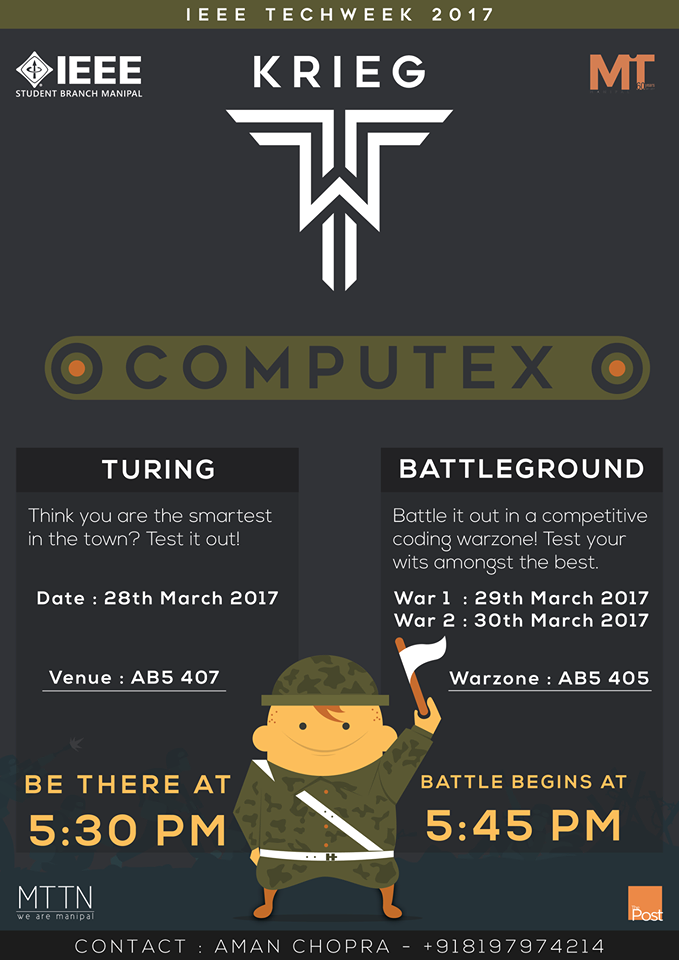 IEEE TECHWEEK 2017
IEEE
STUDENT BRANCH MANIPAL
KRIEG
MIT
TW
COMPUTEX
TURING
Think you are the smartest
in the town? Test it out!
Date : 28th March 2017
Venue : AB5 407
BE THERE AT
5:30 PM
BATTLEGROUND
Battle it out in a competitive
coding warzone! Test your
wits amongst the best.
War 1 : 29th March 2017
War 2 : 30th March 2017
Warzone : AB5 405
BATTLE BEGINS AT
5:45 PM
MTTN
we are manipal
The
Post
CONTACT : AMAN CHOPRA - +918197974214